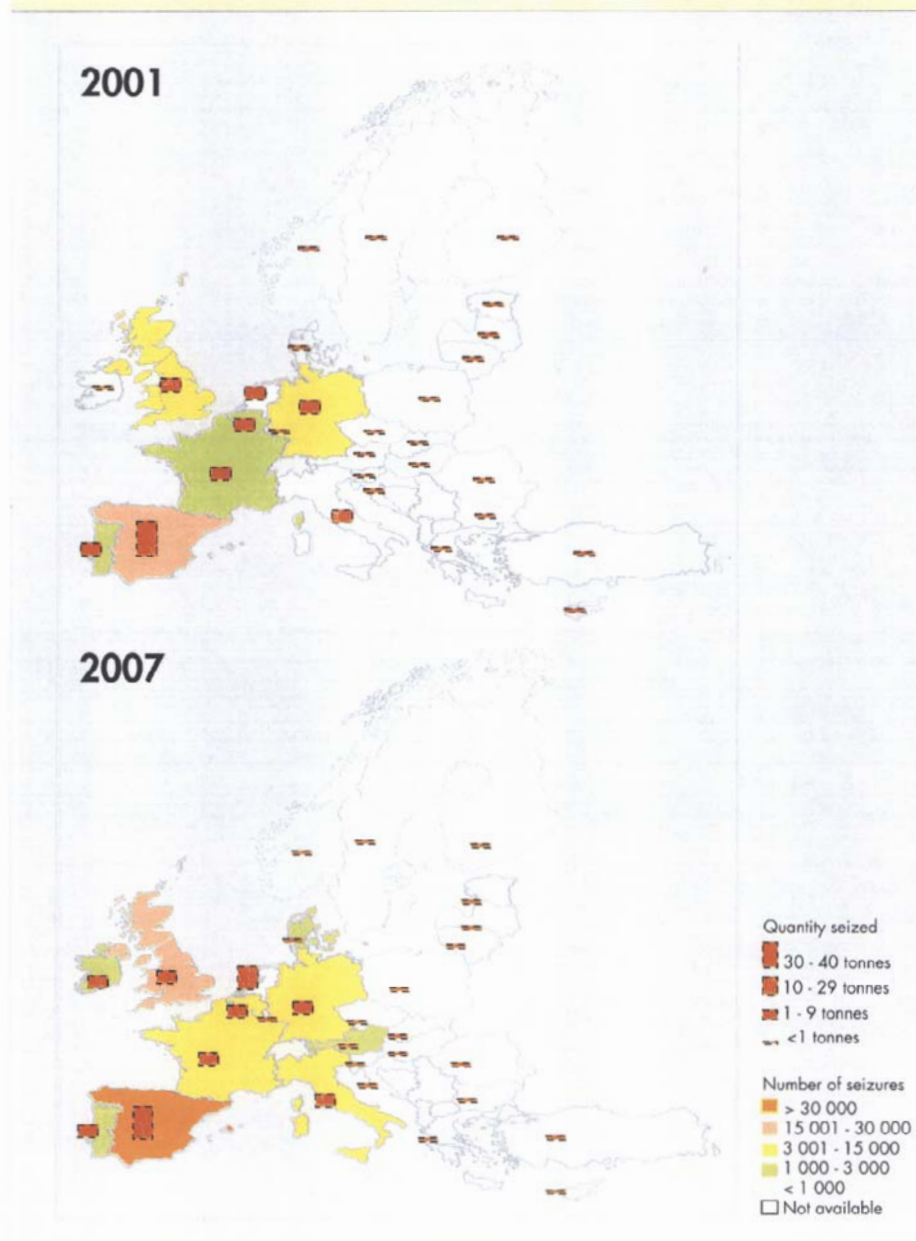 2001
2007
Quantity seized
30 - 40 tonnes
10 - 29 tonnes
1 - 9 tonnes
<1 tonnes
Number of seizures
> 30 000
15 001 - 30 000
3 001 - 15 000
1 000 - 3 000
< 1 000
Not available